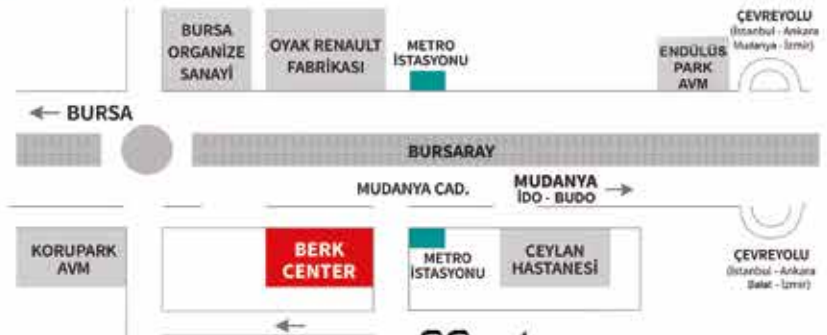 BURSA
ORGANİZE
SANAYİ
OYAK RENAULT
FABRİKASI
METRO
İSTASYONU
ENDÜLÜS
PARK
AVM
ÇEVREYOLU
(İstanbul - Ankara
Mudanya - İzmir)
← BURSA
BURSARAY
MUDANYA CAD.
MUDANYA →
İDO - BUDO
KORUPARK
AVM
BERK
CENTER
METRO
İSTASYONU
CEYLAN
HASTANESİ
ÇEVREYOLU
(İstanbul - Ankara
Balat - İzmir)
←